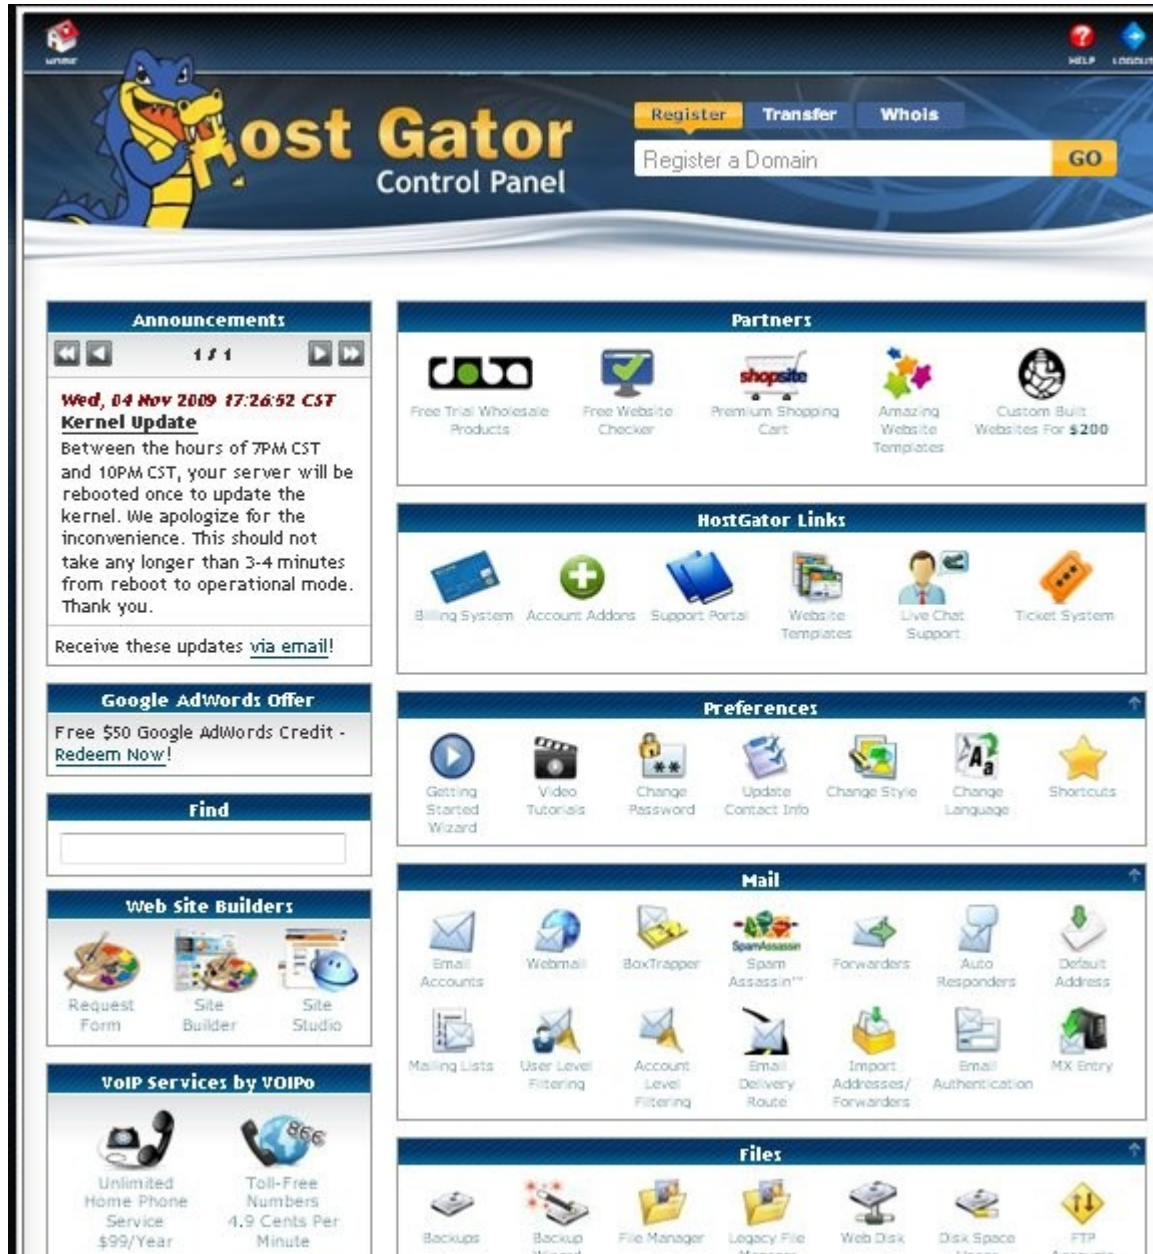 HOME
HELP
LOGOUT
Host Gator
Control Panel
Register
Transfer
Whois
Register a Domain
GO
Announcements
1 / 1
Wed, 04 Nov 2009 17:26:52 CST
Kernel Update
Between the hours of 7PM CST
and 10PM CST, your server will be
rebooted once to update the
kernel. We apologize for the
inconvenience. This should not
take any longer than 3-4 minutes
from reboot to operational mode.
Thank you.
Receive these updates via email!
Google AdWords Offer
Free $50 Google AdWords Credit -
Redeem Now!
Find
Web Site Builders
Request
Form
Site
Builder
Site
Studio
VoIP Services by VOIPo
866
Unlimited
Home Phone
Service
$99/Year
Toll-Free
Numbers
4.9 Cents Per
Minute
Partners
doba
Free Trial Wholesale
Products
Free Website
Checker
shopsite
Premium Shopping
Cart
Amazing
Website
Templates
Custom Built
Websites For $200
HostGator Links
Billing System
Account Addons
Support Portal
Website
Templates
Live Chat
Support
Ticket System
Preferences
Getting
Started
Wizard
Video
Tutorials
**
Change
Password
Update
Contact Info
Change Style
A
a
Change
Language
Shortcuts
Mail
Email
Accounts
Webmail
BoxTrapper
SpamAssassin
Spam
Assassin™
Forwarders
Auto
Responders
Default
Address
Mailing Lists
User Level
Filtering
Account
Level
Filtering
Email
Delivery
Route
Import
Addresses/
Forwarders
Email
Authentication
MX Entry
Files
Backups
Backup
Wizard
File Manager
Legacy File
Manager
Web Disk
Disk Space
Usage
FTP
Accounts